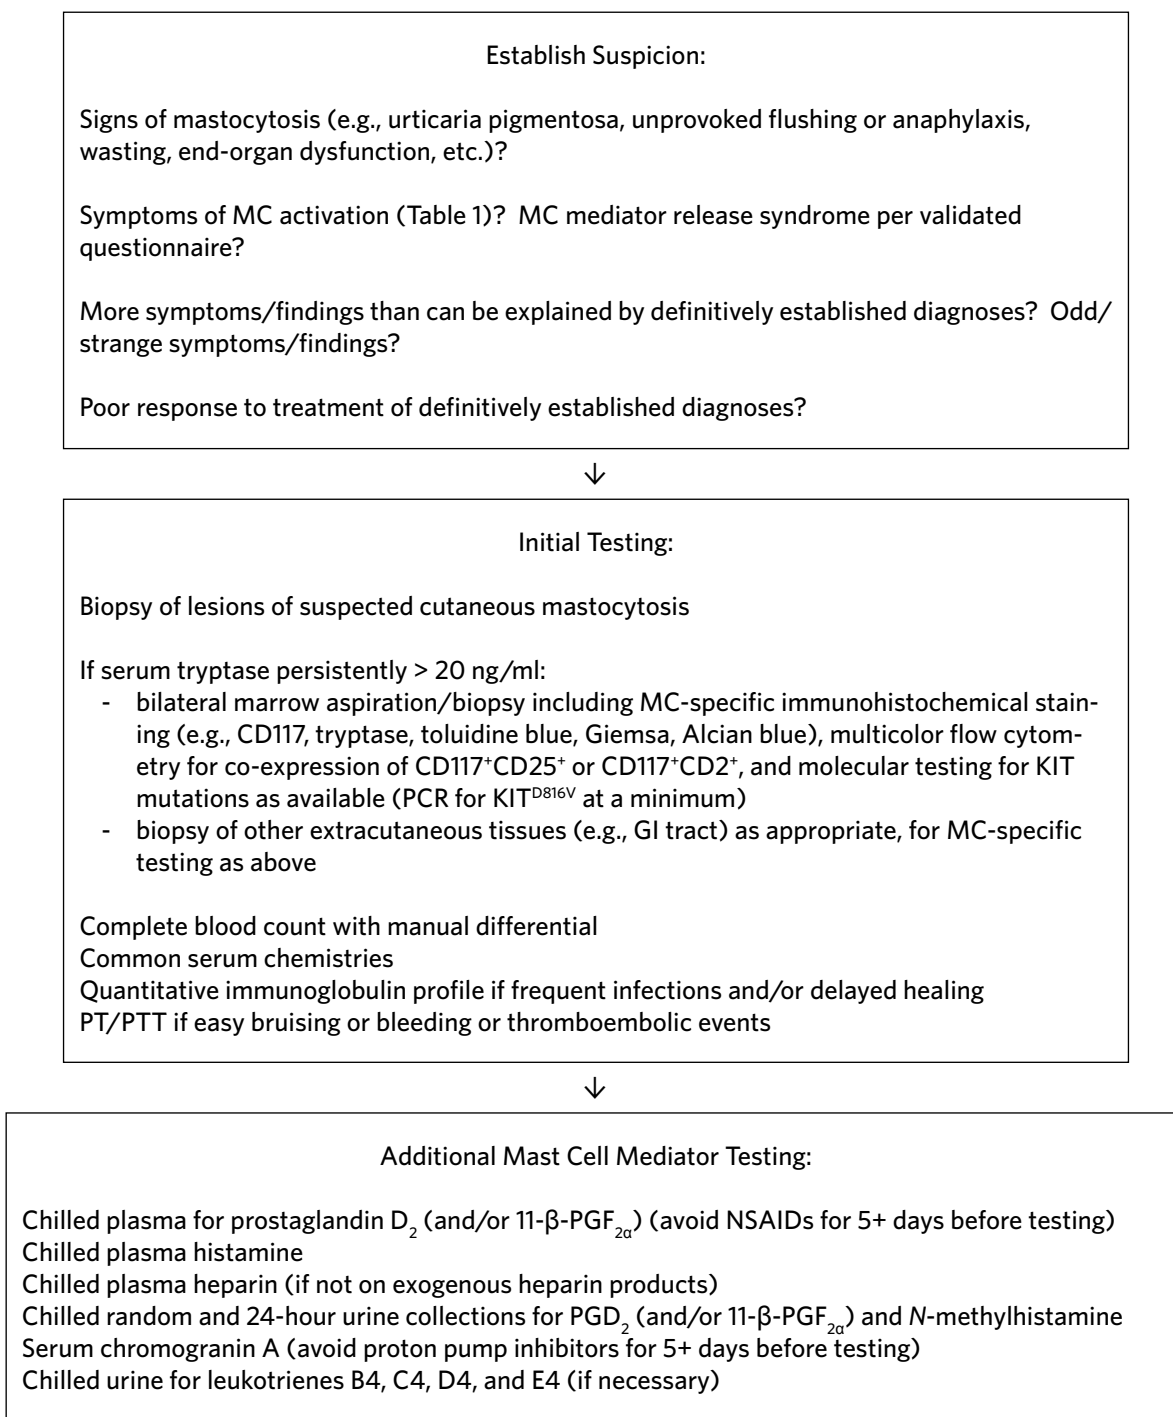 Establish Suspicion:
Signs of mastocytosis (e.g., urticaria pigmentosa, unprovoked flushing or anaphylaxis,
wasting, end-organ dysfunction, etc.)?
Symptoms of MC activation (Table 1)? MC mediator release syndrome per validated
questionnaire?
More symptoms/findings than can be explained by definitively established diagnoses? Odd/
strange symptoms/findings?
Poor response to treatment of definitively established diagnoses?
↓
Initial Testing:
Biopsy of lesions of suspected cutaneous mastocytosis
If serum tryptase persistently > 20 ng/ml:
- bilateral marrow aspiration/biopsy including MC-specific immunohistochemical stain-
ing (e.g., CD117, tryptase, toluidine blue, Giemsa, Alcian blue), multicolor flow cytom-
etry for co-expression of CD117⁺CD25⁺ or CD117⁺CD2⁺, and molecular testing for KIT
mutations as available (PCR for KIT^D816V at a minimum)
- biopsy of other extracutaneous tissues (e.g., GI tract) as appropriate, for MC-specific
testing as above
Complete blood count with manual differential
Common serum chemistries
Quantitative immunoglobulin profile if frequent infections and/or delayed healing
PT/PTT if easy bruising or bleeding or thromboembolic events
↓
Additional Mast Cell Mediator Testing:
Chilled plasma for prostaglandin D₂ (and/or 11-β-PGF₂α) (avoid NSAIDs for 5+ days before testing)
Chilled plasma histamine
Chilled plasma heparin (if not on exogenous heparin products)
Chilled random and 24-hour urine collections for PGD₂ (and/or 11-β-PGF₂α) and N-methylhistamine
Serum chromogranin A (avoid proton pump inhibitors for 5+ days before testing)
Chilled urine for leukotrienes B4, C4, D4, and E4 (if necessary)